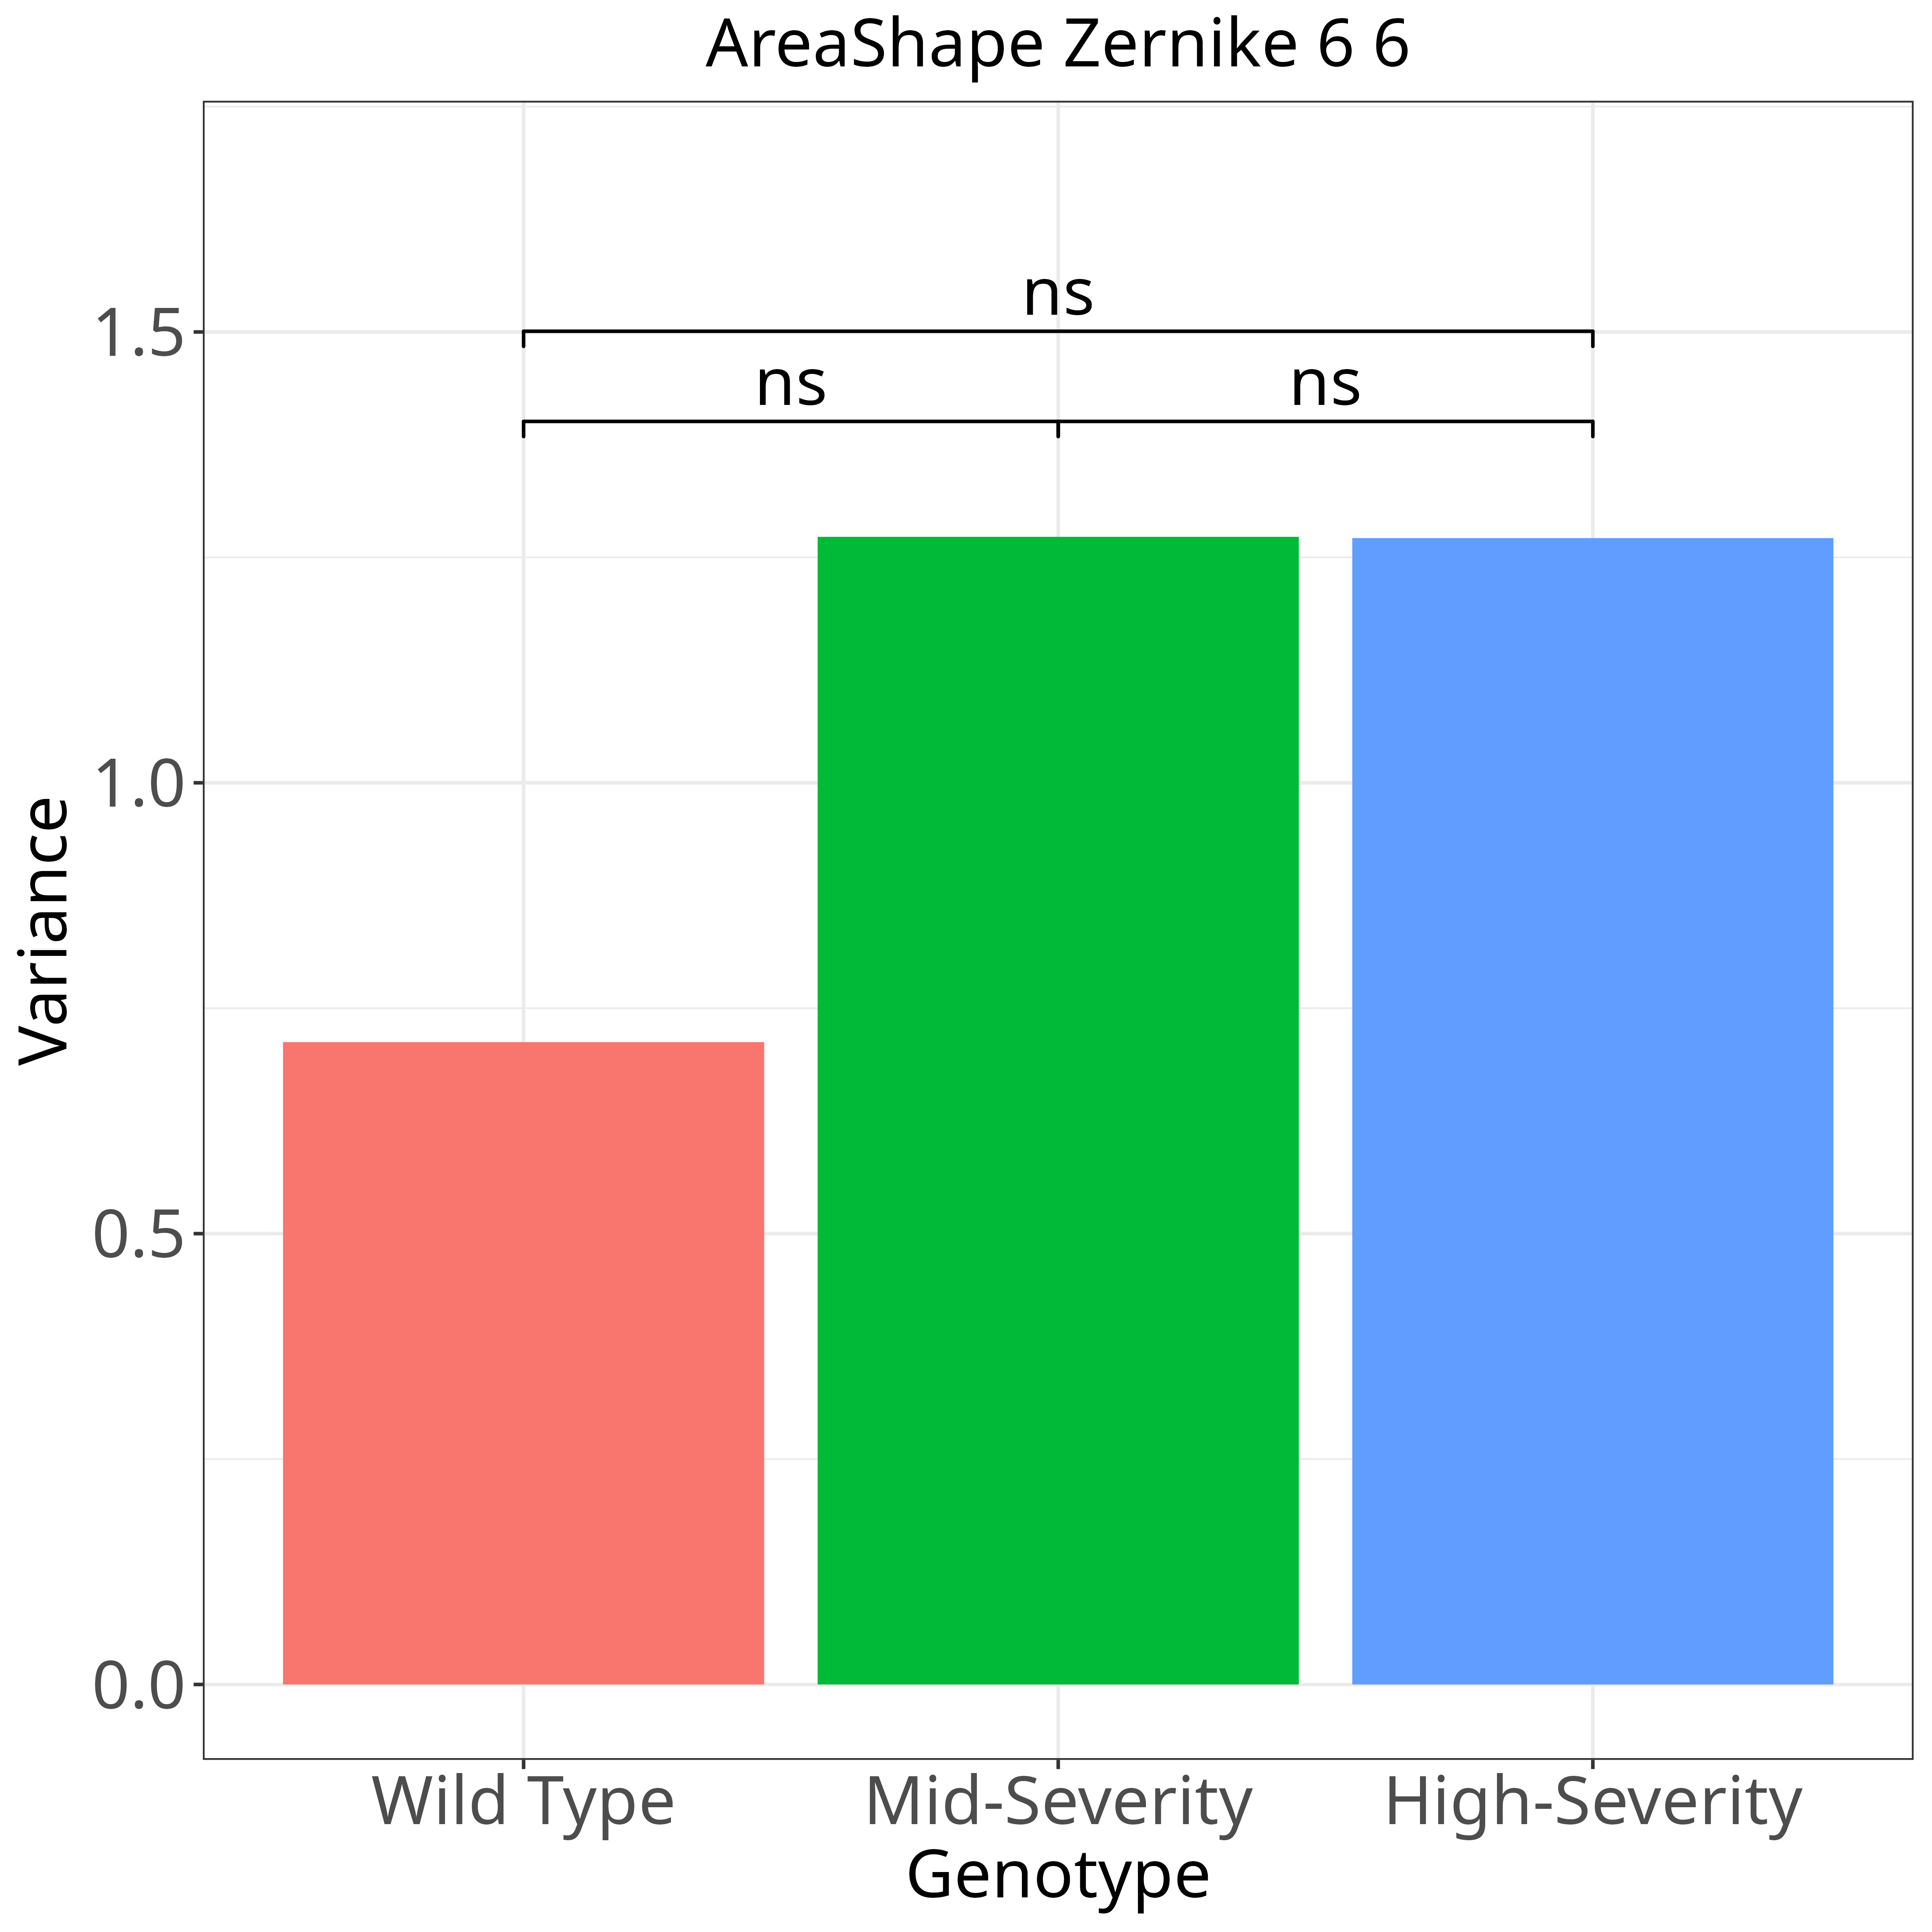 AreaShape Zernike 6 6
ns
ns ns
1.5
1.0
0.5
0.0
Variance
Wild Type Mid-Severity High-Severity
Genotype